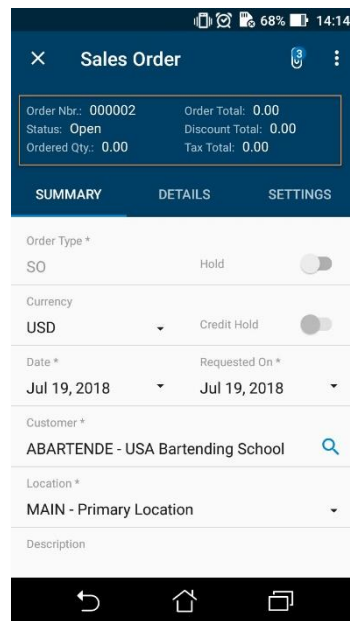 68% 14:14
Sales Order 3
Order Nbr.: 000002 Order Total: 0.00
Status: Open Discount Total: 0.00
Ordered Qty.: 0.00 Tax Total: 0.00
SUMMARY DETAILS SETTINGS
Order Type *
SO Hold
Currency
USD Credit Hold
Date * Requested On *
Jul 19, 2018 Jul 19, 2018
Customer *
ABARTENDE - USA Bartending School
Location *
MAIN - Primary Location
Description